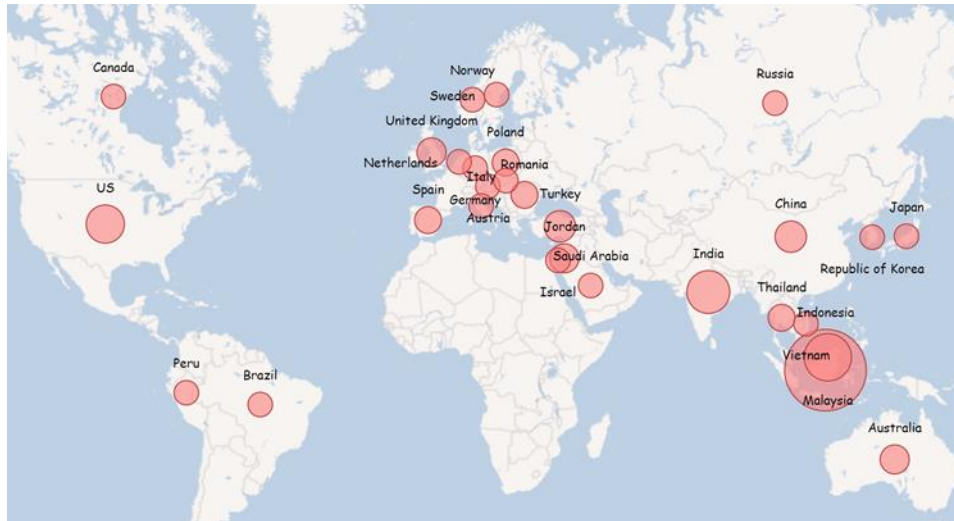 Canada
Norway
Russia
Sweden
United Kingdom
Poland
Netherlands
Romania
Italy
US
Spain
Germany
Turkey
Austria
China
Japan
Jordan
India
Saudi Arabia
Republic of Korea
Israel
Thailand
Indonesia
Vietnam
Peru
Brazil
Malaysia
Australia